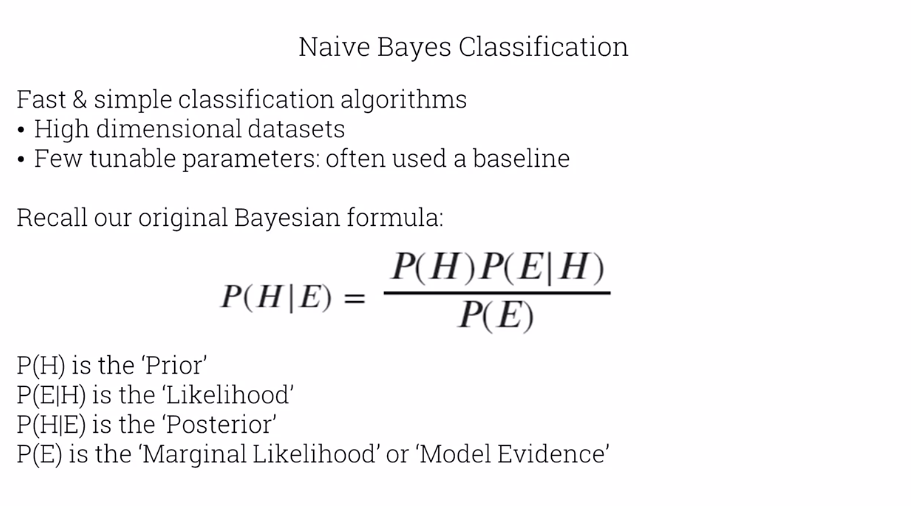 Naive Bayes Classification
Fast & simple classification algorithms
• High dimensional datasets
• Few tunable parameters: often used a baseline
Recall our original Bayesian formula:
P(H|E) = P(H)P(E|H) / P(E)
P(H) is the ‘Prior’
P(E|H) is the ‘Likelihood’
P(H|E) is the ‘Posterior’
P(E) is the ‘Marginal Likelihood’ or ‘Model Evidence’